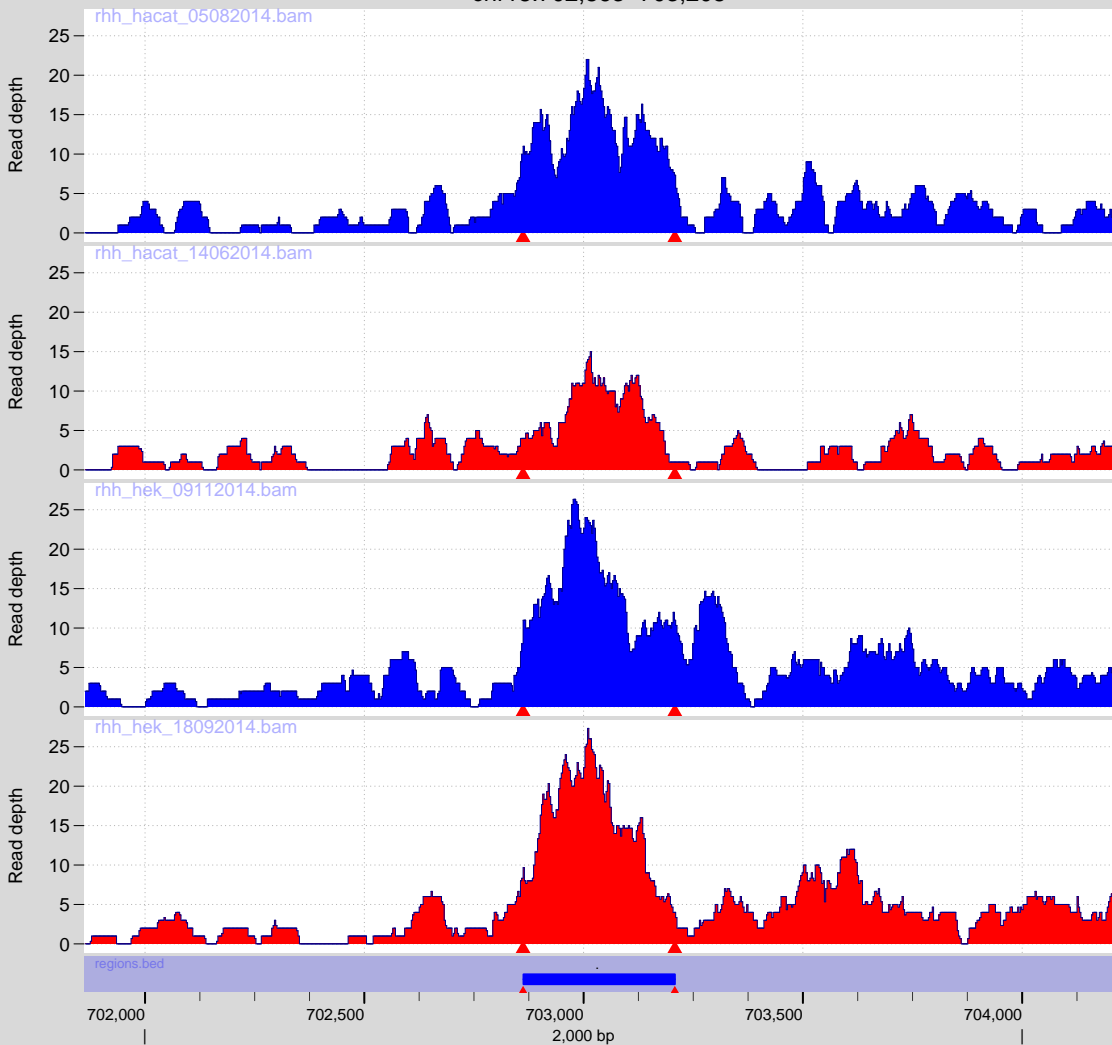 rhh_hacat_05082014.bam
25
20
15
10
5
0
Read depth
rhh_hacat_14062014.bam
25
20
15
10
5
0
Read depth
rhh_hek_09112014.bam
25
20
15
10
5
0
Read depth
rhh_hek_18092014.bam
25
20
15
10
5
0
Read depth
regions.bed
.
702,000 702,500 703,000 703,500 704,000
2,000 bp